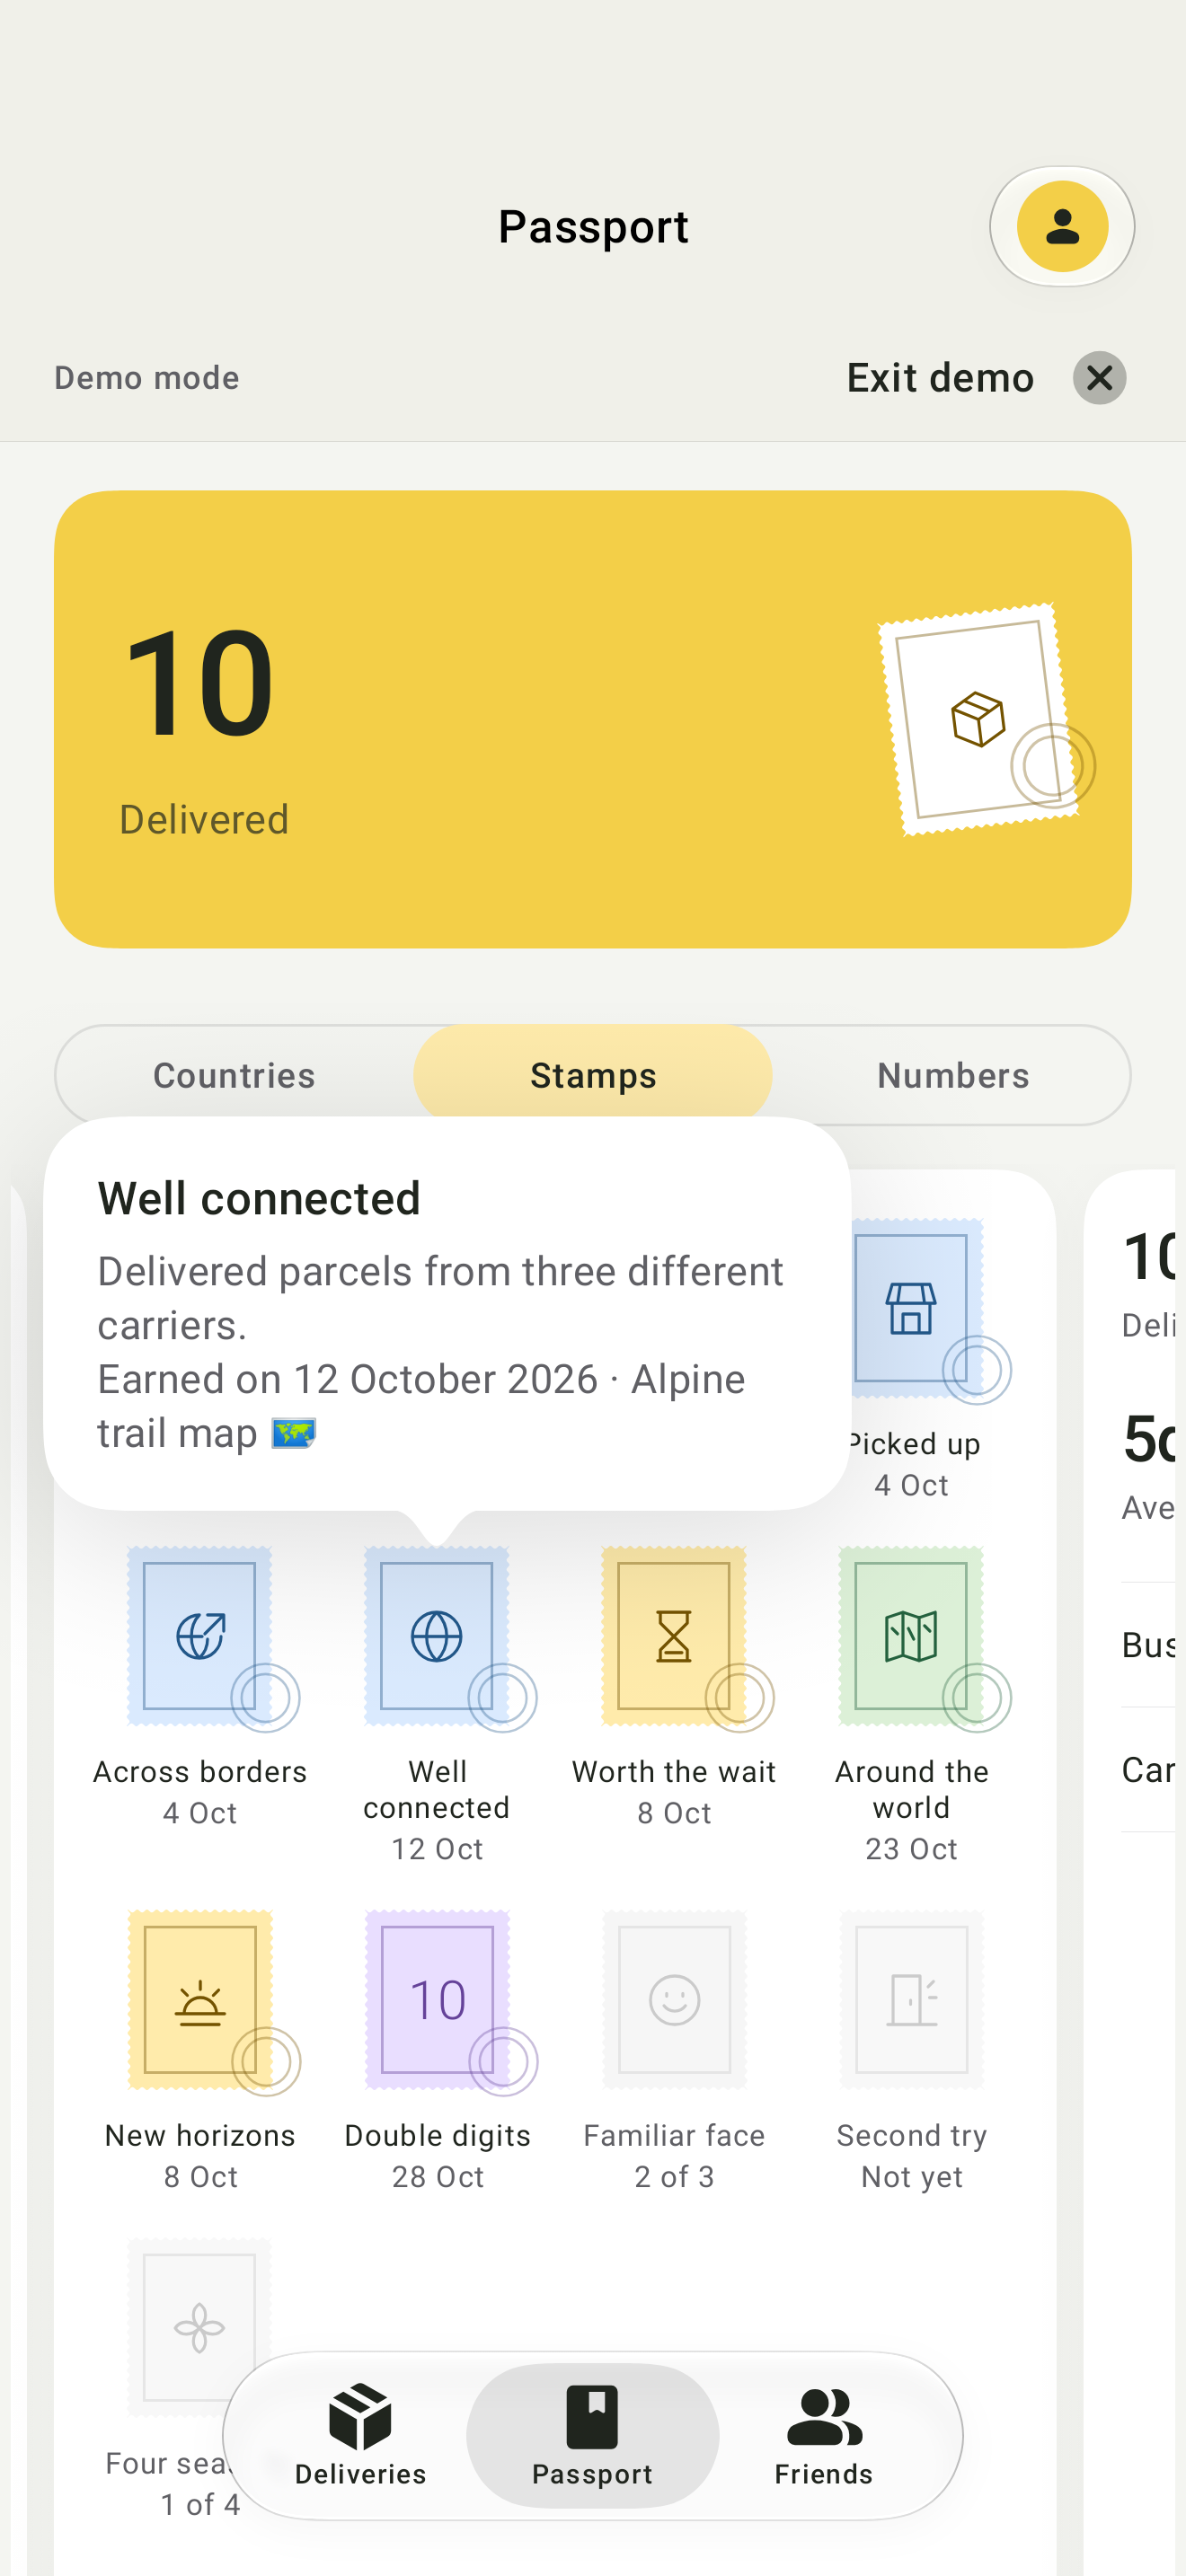 Passport
Demo mode
Exit demo
10
Delivered
Countries
Stamps
Numbers
Well connected
Delivered parcels from three different
carriers.
Earned on 12 October 2026 · Alpine
trail map 🗺️
Picked up
4 Oct
Across borders
4 Oct
Well
connected
12 Oct
Worth the wait
8 Oct
Around the
world
23 Oct
New horizons
8 Oct
10
Double digits
28 Oct
Familiar face
2 of 3
Second try
Not yet
Four
1 of 4
Deliveries
Passport
Friends